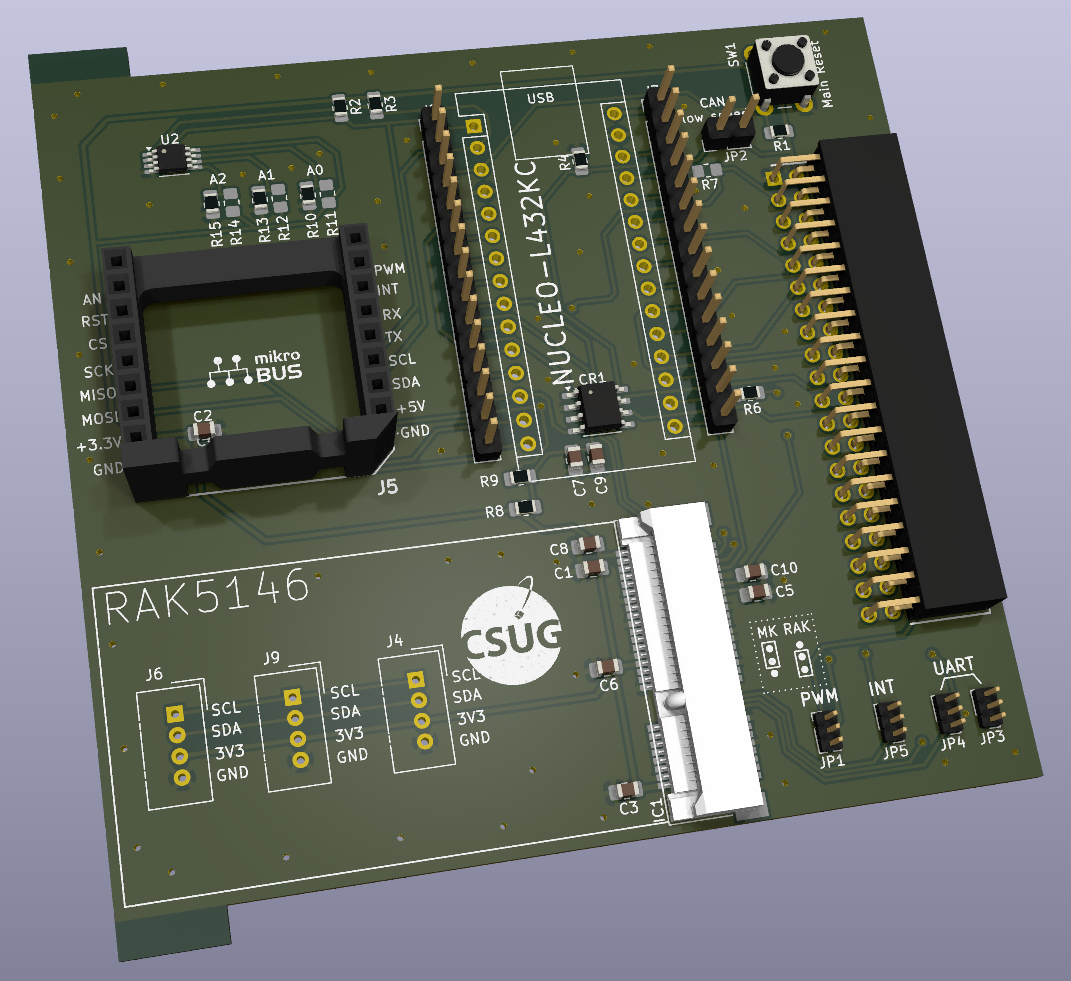 SW1
Main Reset
USB
CAN
R2
R3
U2
R1
JP2
R4
R7
A2
A1
A0
R15
R14
R13
R12
R10
R11
NUCLEO-L432KC
AN
RST
CS
SCK
MISO
MOSI
+3.3V
GND
PWM
INT
RX
TX
SCL
SDA
+5V
GND
mikro
BUS
C2
J5
CR1
R6
R9
R8
C7
C9
C8
C1
C10
C5
C6
RAK5146
CSUG
J6
SCL
SDA
3V3
GND
J9
SCL
SDA
3V3
GND
J4
SCL
SDA
3V3
GND
MK RAK
PWM
INT
UART
JP1
JP5
JP4
JP3
C3
IC1